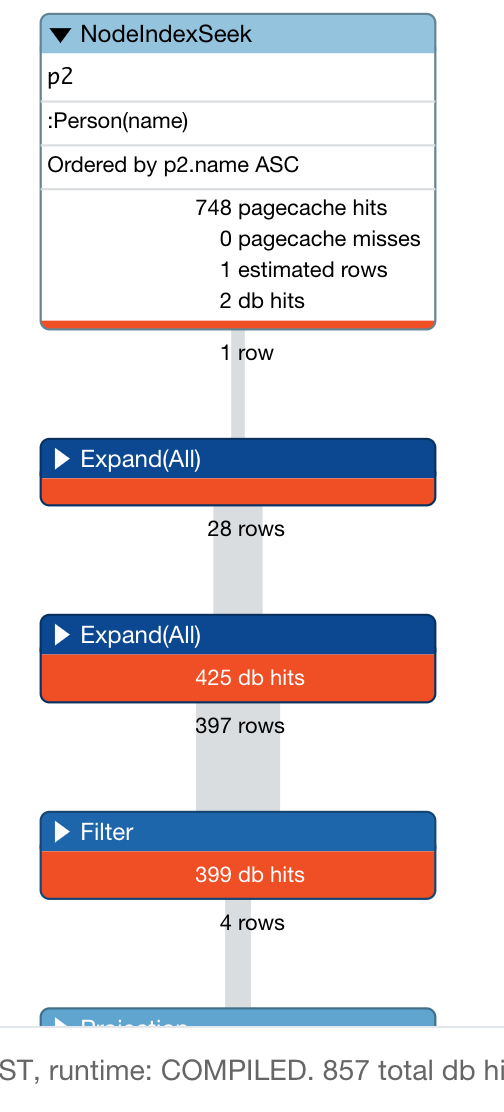 NodeIndexSeek
p2
:Person(name)
Ordered by p2.name ASC
748 pagecache hits
0 pagecache misses
1 estimated rows
2 db hits
1 row
Expand(All)
28 rows
Expand(All)
425 db hits
397 rows
Filter
399 db hits
4 rows
Projection
ST, runtime: COMPILED. 857 total db hi